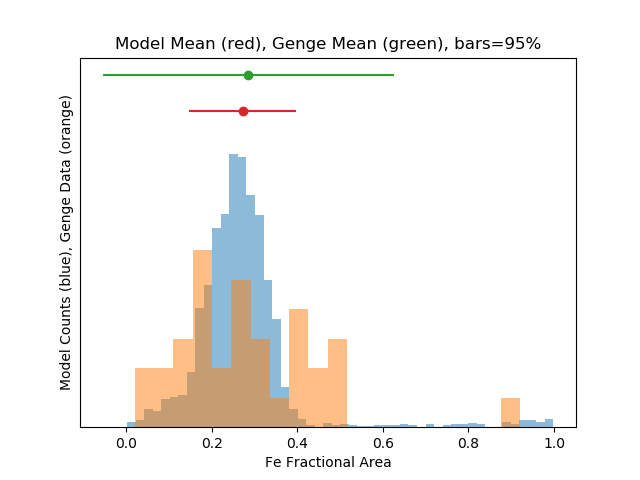 Model Mean (red), Genge Mean (green), bars=95%
Model Counts (blue), Genge Data (orange)
0.0 0.2 0.4 0.6 0.8 1.0
Fe Fractional Area